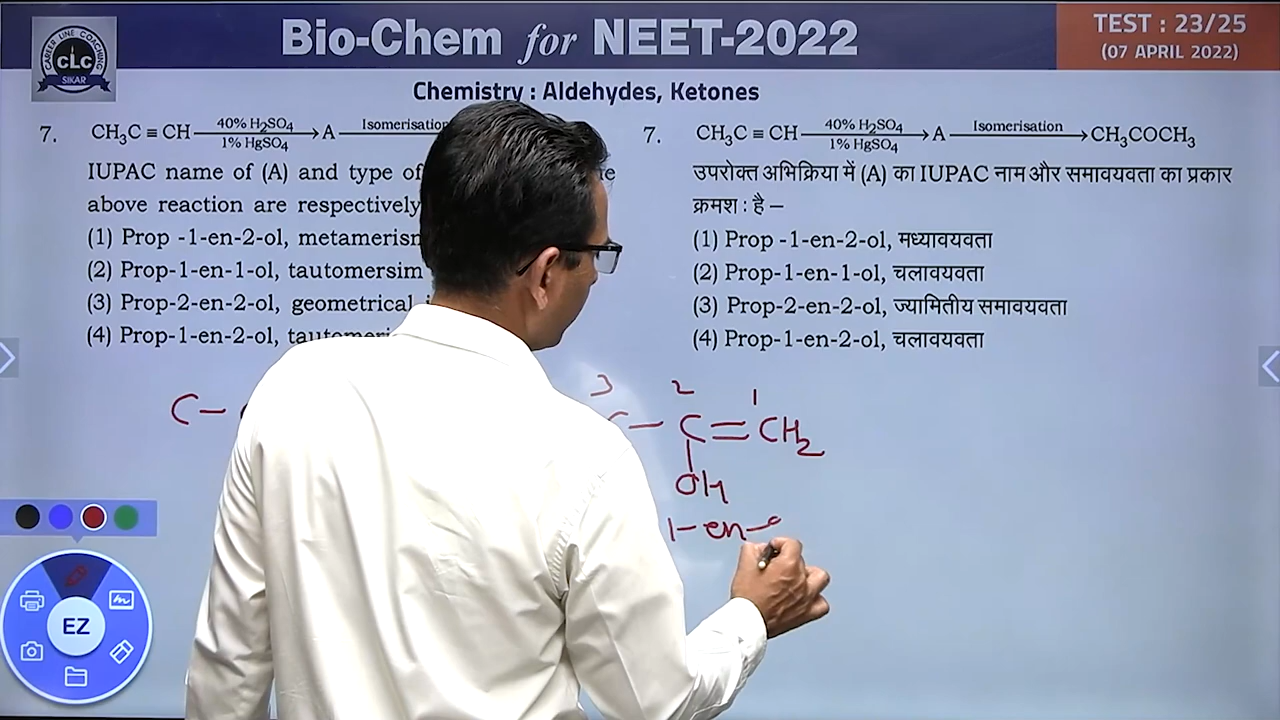 CAREER LINE COACHING
CLC
SIKAR
Bio-Chem for NEET-2022
TEST : 23/25
(07 APRIL 2022)
Chemistry : Aldehydes, Ketones
7. CH₃C ≡ CH 40% H₂SO₄ 1% HgSO₄ A Isomerisation
IUPAC name of (A) and type of
above reaction are respectively
(1) Prop -1-en-2-ol,
(2) Prop-1-en-1-ol, tautomersim
(3) Prop-2-en-2-ol, geometrical
(4) Prop-1-en-2-ol,
7. CH₃C ≡ CH 40% H₂SO₄ 1% HgSO₄ A Isomerisation CH₃COCH₃
उपरोक्त अभिक्रिया में (A) का IUPAC नाम और समावयवता का प्रकार
क्रमश : है –
(1) Prop -1-en-2-ol, मध्यावयवता
(2) Prop-1-en-1-ol, चलावयवता
(3) Prop-2-en-2-ol, ज्यामितीय समावयवता
(4) Prop-1-en-2-ol, चलावयवता
3 2 1
C –
C – C = CH₂
OH
1-en-
EZ